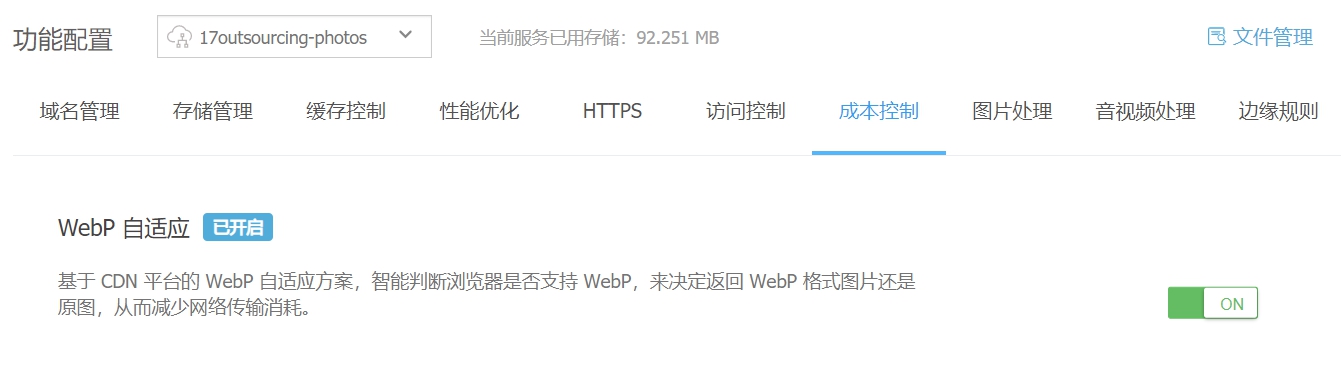 功能配置 17outsourcing-photos 当前服务已用存储：92.251 MB 文件管理
域名管理 存储管理 缓存控制 性能优化 HTTPS 访问控制 成本控制 图片处理 音视频处理 边缘规则
WebP 自适应 已开启
基于 CDN 平台的 WebP 自适应方案，智能判断浏览器是否支持 WebP，来决定返回 WebP 格式图片还是
原图，从而减少网络传输消耗。
ON